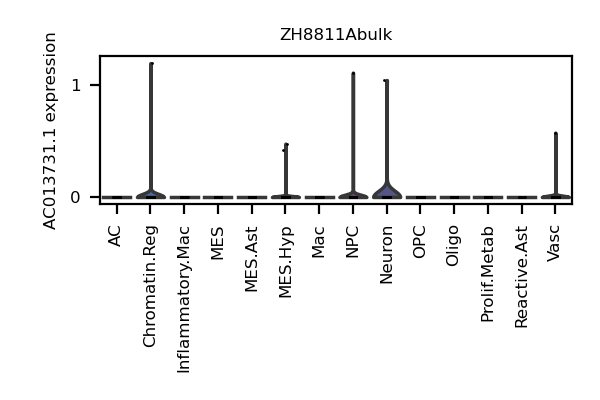 ZH8811Abulk
AC013731.1 expression
1
0
AC
Chromatin.Reg
Inflammatory.Mac
MES
MES.Ast
MES.Hyp
Mac
NPC
Neuron
OPC
Oligo
Prolif.Metab
Reactive.Ast
Vasc